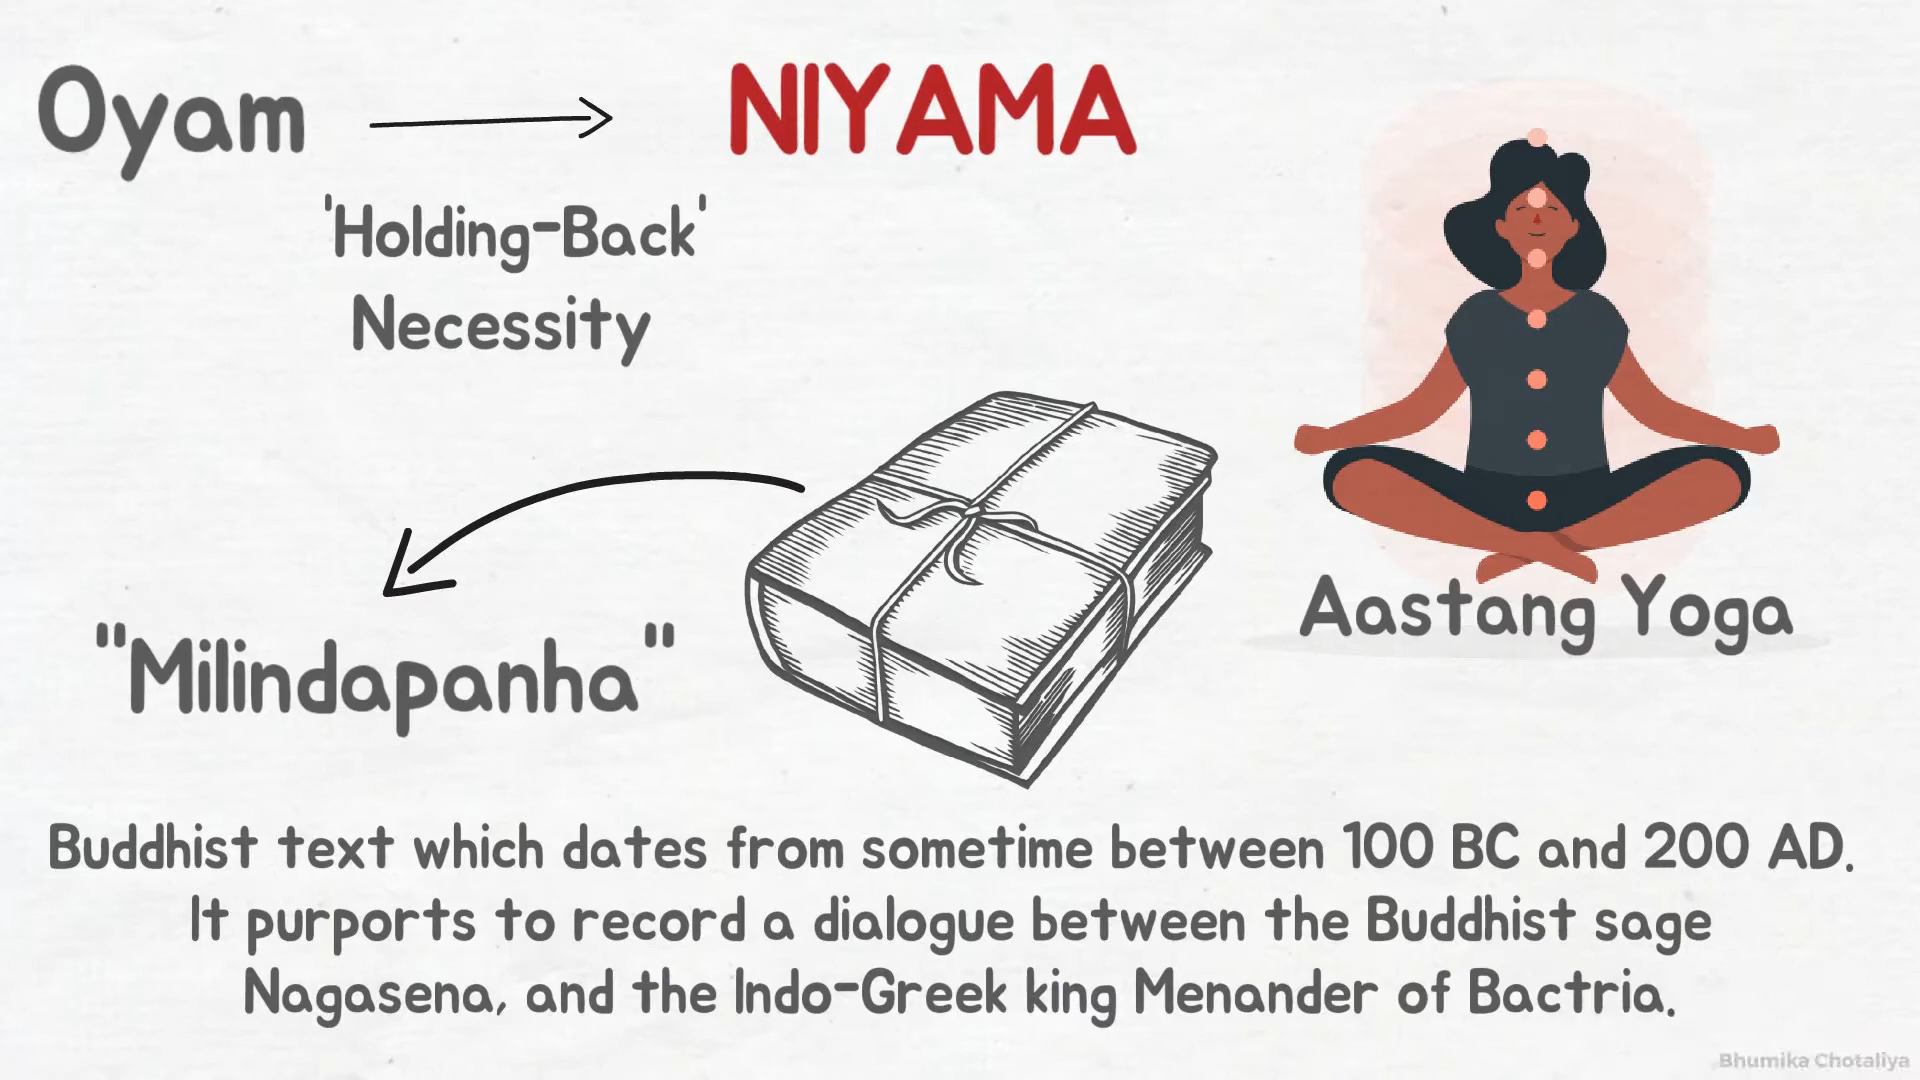 Oyam
NIYAMA
'Holding-Back'
Necessity
Aastang Yoga
"Milindapanha"
Buddhist text which dates from sometime between 100 BC and 200 AD.
It purports to record a dialogue between the Buddhist sage
Nagasena, and the Indo-Greek king Menander of Bactria.
Bhumika Chotaliya